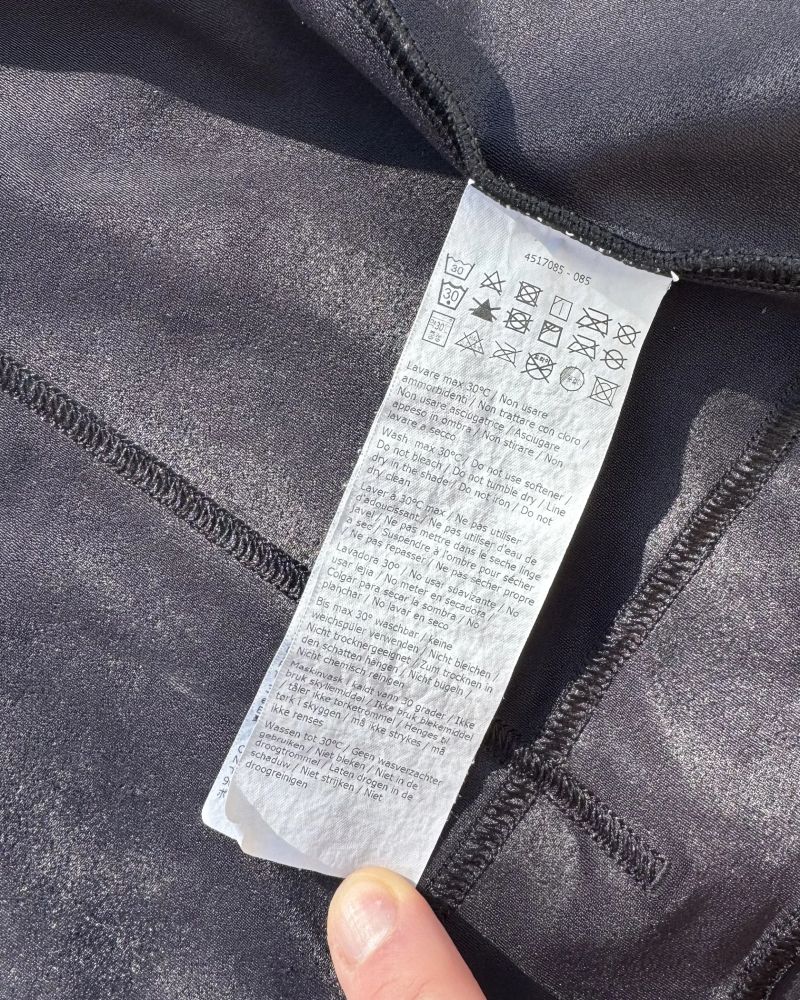 4517085 - 085
30
30
30
Lavare max 30°C / Non usare
ammorbidenti / Non trattare con cloro /
Non usare asciugatrice / Asciugare
appeso in ombra / Non stirare / Non
lavare a secco
Wash max 30°C / Do not use softener /
Do not bleach / Do not tumble dry / Line
dry in the shade / Do not iron / Do not
dry clean
Laver à 30°C max / Ne pas utiliser
d'adoucissant / Ne pas utiliser d'eau de
javel / Ne pas mettre dans le seche linge
a sec / Suspendre à l'ombre pour sécher
/ Ne pas repasser / Ne pas sécher propre
Lavadora 30° / No usar suavizante / No
usar lejia / No meter en secadora /
Colgar para secar la sombra / No
planchar / No lavar en seco
Bis max 30° waschbar / keine
weichspüler verwenden / Nicht bleichen /
Nicht trocknergeeignet / Zum trocknen in
den schatten hängen / Nicht bügeln /
Nicht chemisch reinigen
Maskinvask i kaldt vann 30 grader / Ikke
bruk skyllemiddel / Ikke bruk blekemiddel
/ tåler ikke tørketrommel / Henges til
tørk i skyggen / må ikke strykes / må
ikke renses
Wassen tot 30°C / Geen wasverzachter
gebruiken / Niet bleken / Niet in de
droogtrommel / Laten drogen in de
schaduw / Niet strijken / Niet
droogreinigen